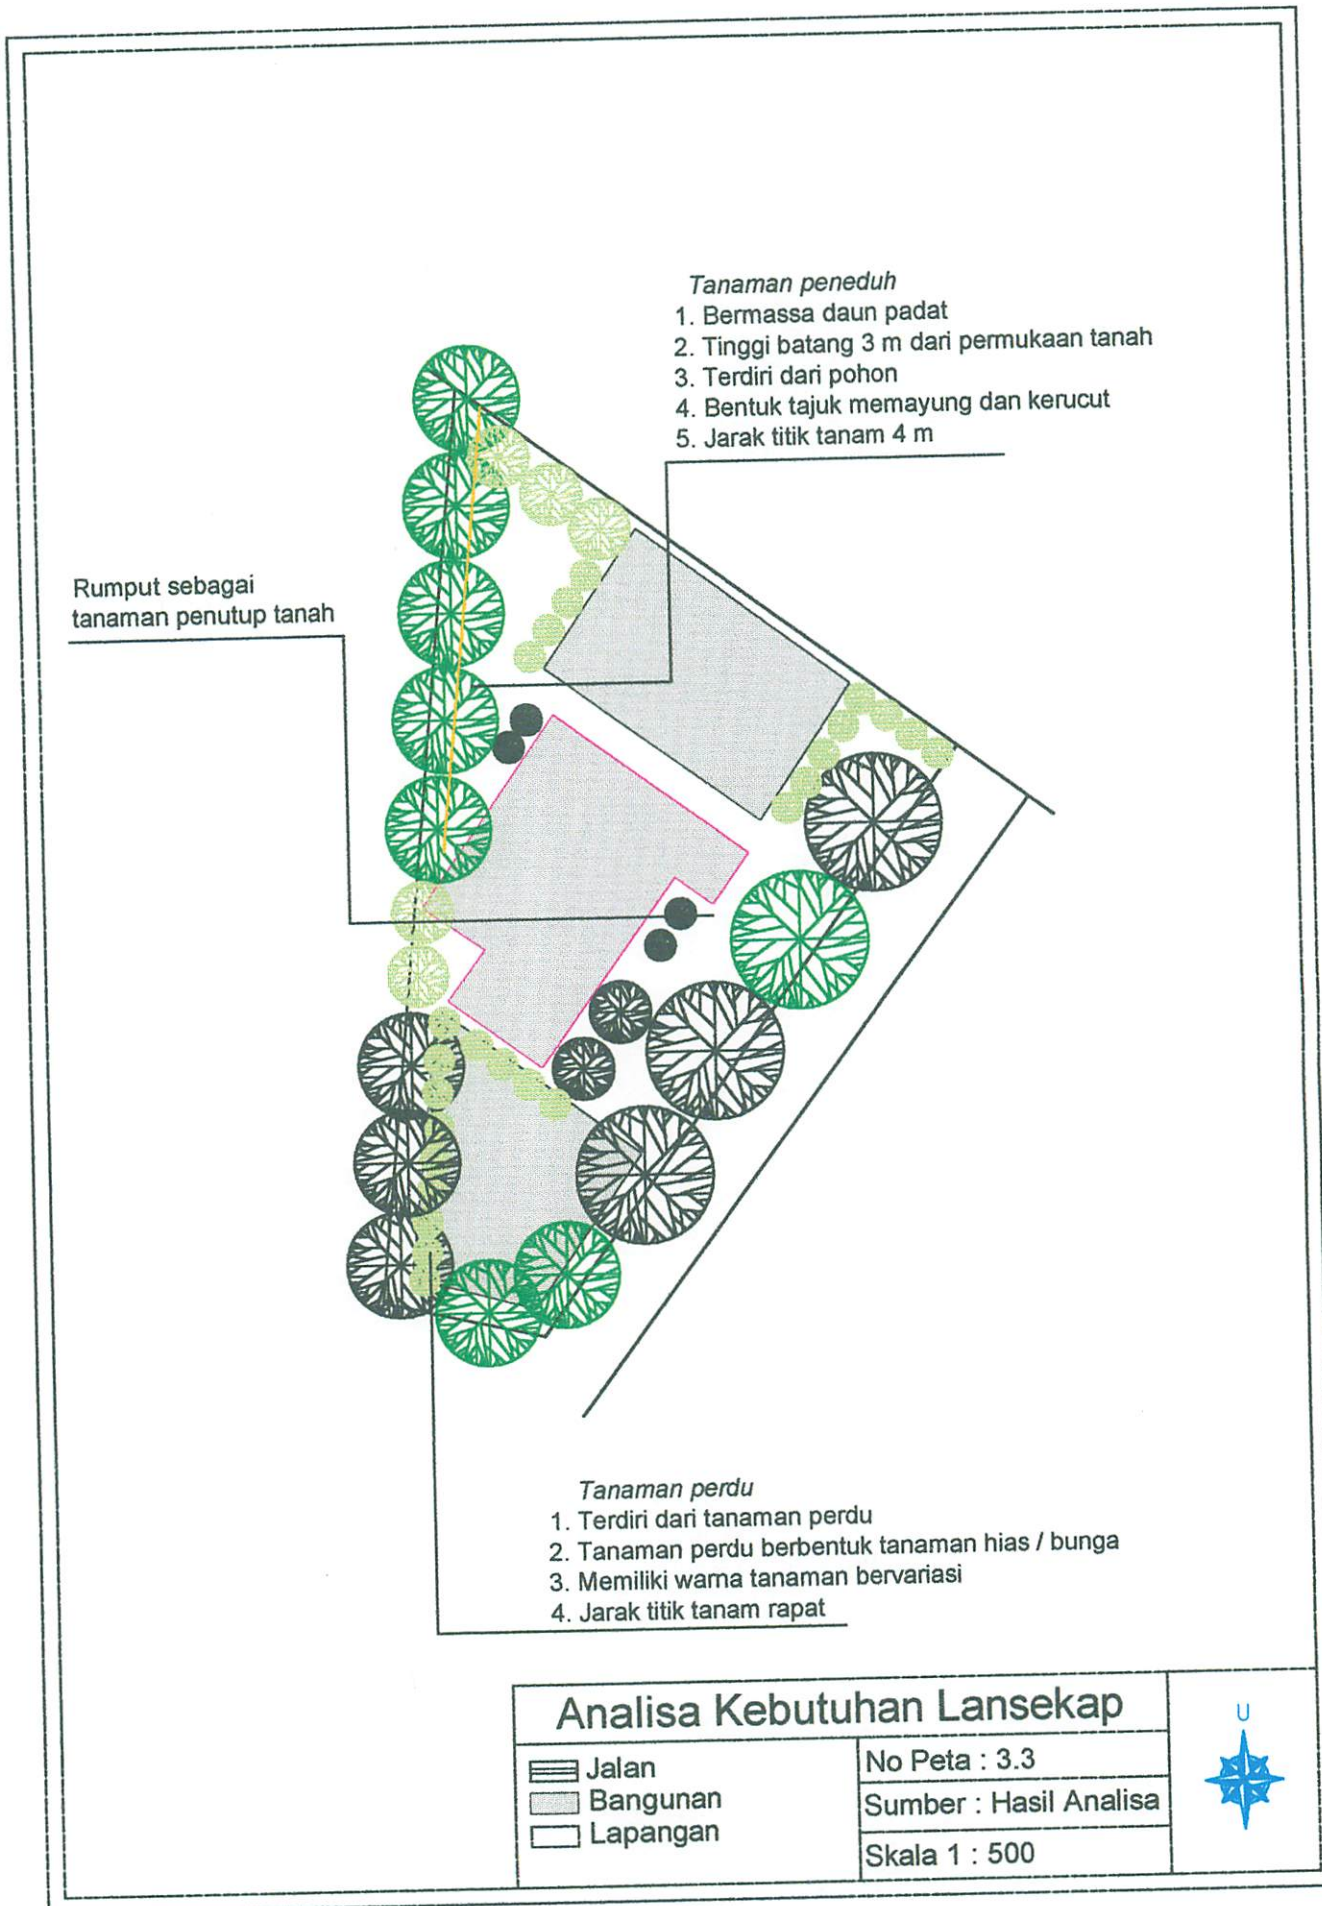 Tanaman peneduh
1. Bermassa daun padat
2. Tinggi batang 3 m dari permukaan tanah
3. Terdiri dari pohon
4. Bentuk tajuk memayung dan kerucut
5. Jarak titik tanam 4 m
Rumput sebagai
tanaman penutup tanah
Tanaman perdu
1. Terdiri dari tanaman perdu
2. Tanaman perdu berbentuk tanaman hias / bunga
3. Memiliki warna tanaman bervariasi
4. Jarak titik tanam rapat
Analisa Kebutuhan Lansekap
Jalan
Bangunan
Lapangan
No Peta : 3.3
Sumber : Hasil Analisa
Skala 1 : 500
U